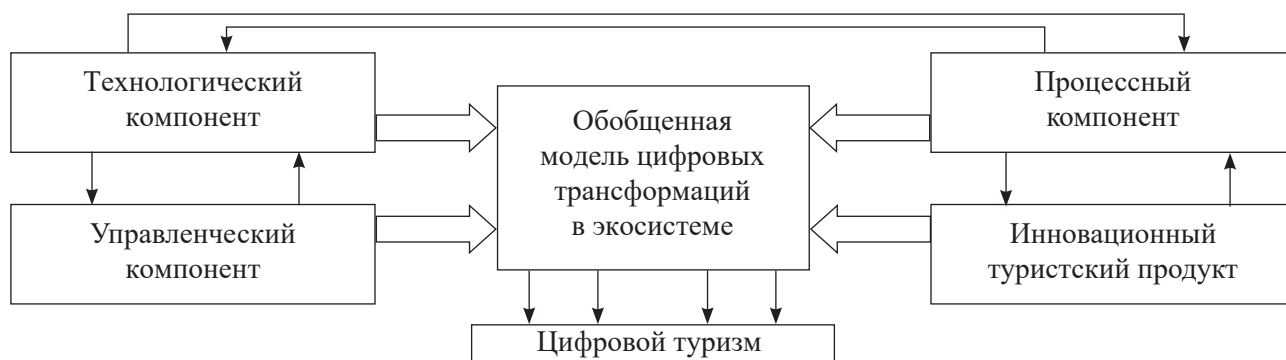 Технологический
компонент
Процессный
компонент
Обобщенная
модель цифровых
трансформаций
в экосистеме
Управленческий
компонент
Инновационный
туристский продукт
Цифровой туризм